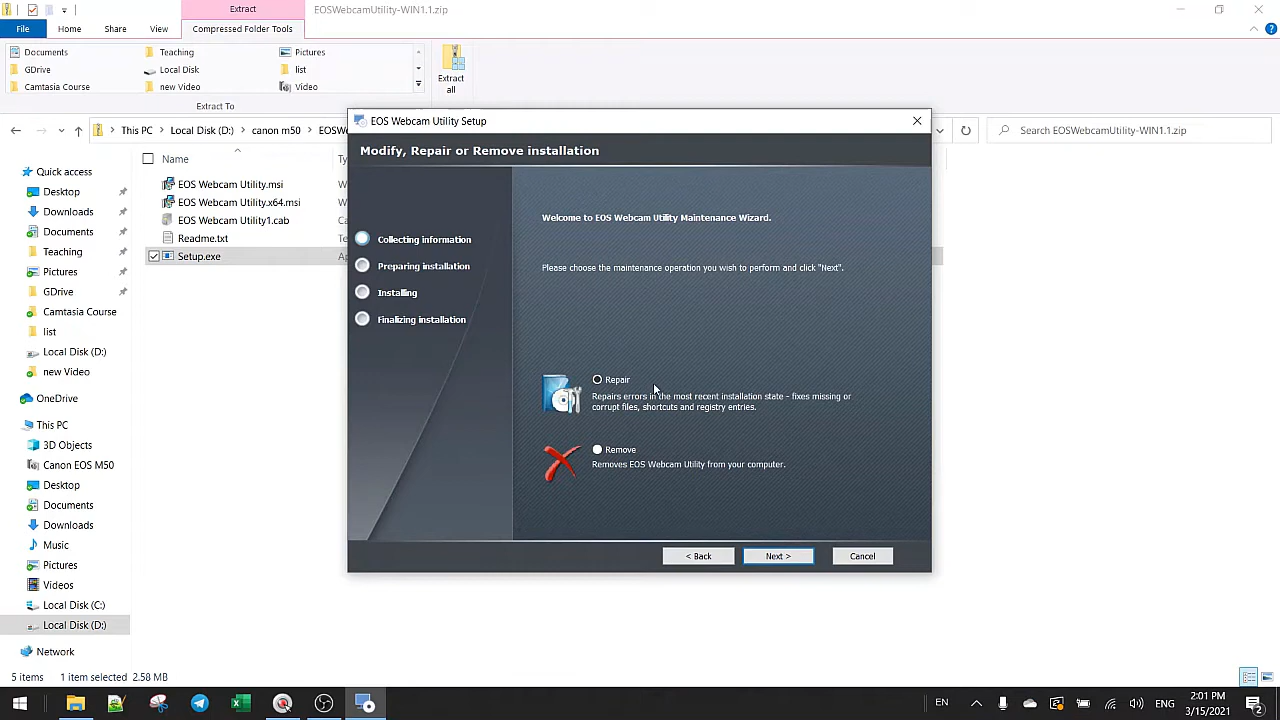 Extract
EOSWebcamUtility-WIN1.1.zip
File
Home
Share
View
Compressed Folder Tools
Documents
Teaching
Pictures
GDrive
Local Disk
list
Camtasia Course
new Video
Video
Extract
all
Extract To
This PC
Local Disk (D:)
canon m50
Search EOSWebcamUtility-WIN1.1.zip
Name
EOS Webcam Utility.msi
EOS Webcam Utility.x64.msi
EOS Webcam Utility1.cab
Readme.txt
Setup.exe
Quick access
Desktop
Downloads
Documents
Teaching
Pictures
GDrive
Camtasia Course
list
Local Disk (D:)
new Video
OneDrive
This PC
3D Objects
Canon EOS M50
Desktop
Documents
Downloads
Music
Pictures
Videos
Local Disk (C:)
Local Disk (D:)
Network
5 items
1 item selected 2.58 MB
EOS Webcam Utility Setup
Modify, Repair or Remove installation
Collecting information
Preparing installation
Installing
Finalizing installation
Welcome to EOS Webcam Utility Maintenance Wizard.
Please choose the maintenance operation you wish to perform and click "Next".
Repair
Repairs errors in the most recent installation state - fixes missing or
corrupt files, shortcuts and registry entries.
Remove
Removes EOS Webcam Utility from your computer.
< Back
Next >
Cancel
EN
ENG
2:01 PM
3/15/2021
2